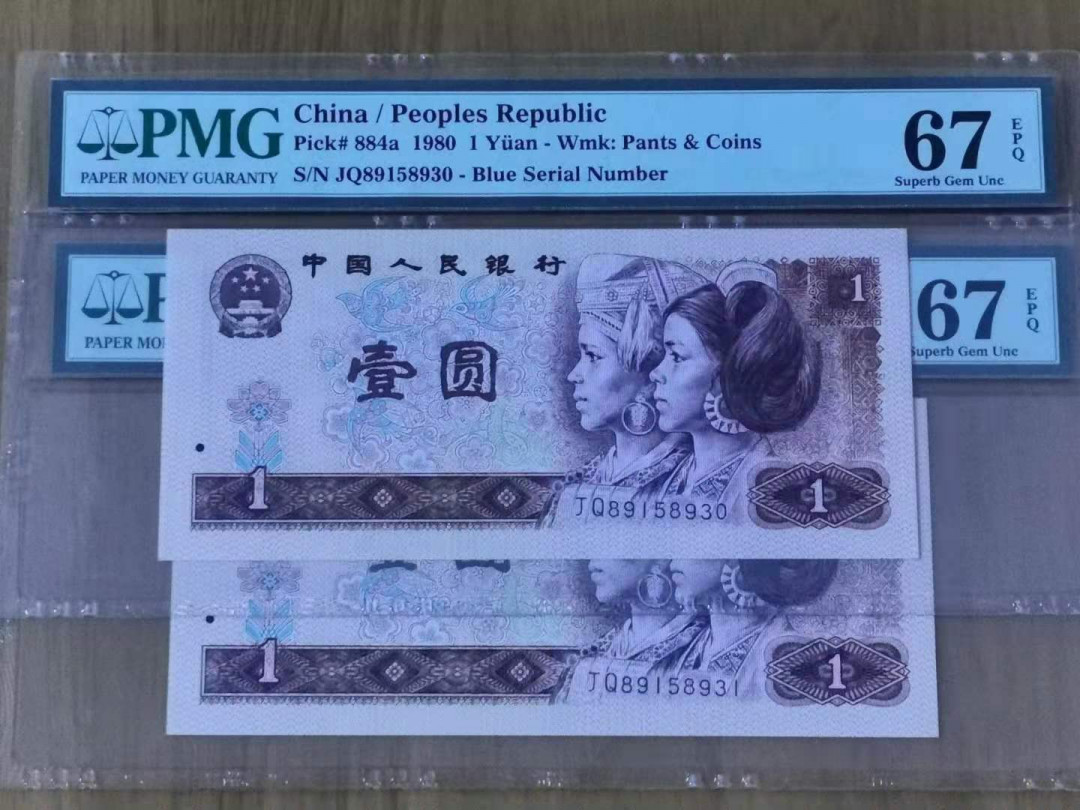 PMG
PAPER MONEY GUARANTY
China / Peoples Republic
Pick# 884a 1980 1 Yüan - Wmk: Pants & Coins
S/N JQ89158930 - Blue Serial Number
67
EPQ
Superb Gem Unc
中国人民银行
1
壹圆
1
JQ89158930
1
P
PAPER MO
67
EPQ
Superb Gem Unc
1
JQ89158931
1